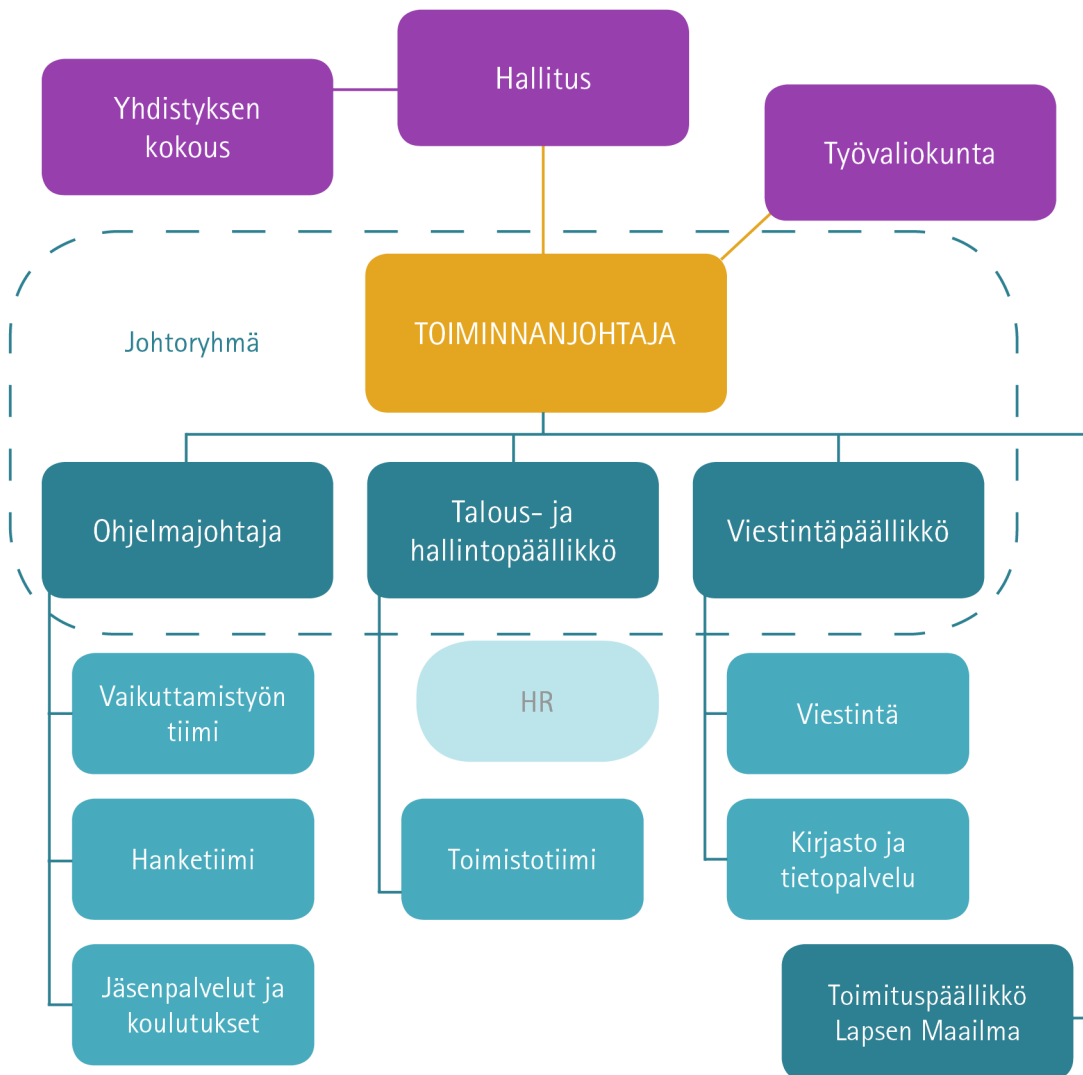 Hallitus
Yhdistyksen
kokous
Työvaliokunta
TOIMINNANJOHTAJA
Johtoryhmä
Ohjelmajohtaja
Talous- ja
hallintopäällikkö
Viestintäpäällikkö
Vaikuttamistyön
tiimi
HR
Viestintä
Hanketiimi
Toimistotiimi
Kirjasto ja
tietopalvelu
Jäsenpalvelut ja
koulutukset
Toimituspäällikkö
Lapsen Maailma